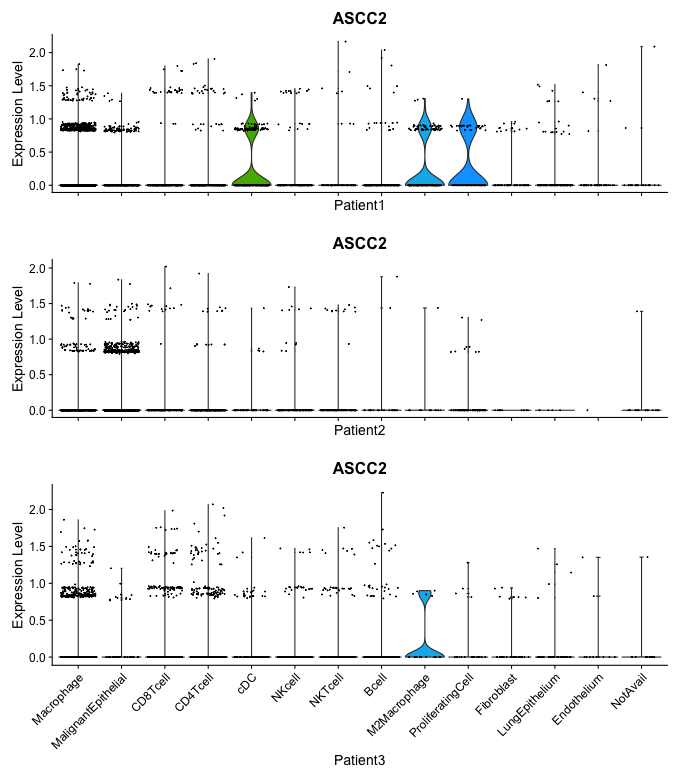 ASCC2
Expression Level
2.0
1.5
1.0
0.5
0.0
Patient1
ASCC2
Expression Level
2.0
1.5
1.0
0.5
0.0
Patient2
ASCC2
Expression Level
2.0
1.5
1.0
0.5
0.0
Macrophage
MalignantEpithelial
CD8Tcell
CD4Tcell
cDC
NKcell
NKTcell
Bcell
M2Macrophage
ProliferatingCell
Fibroblast
LungEpithelium
Endothelium
NotAvail
Patient3